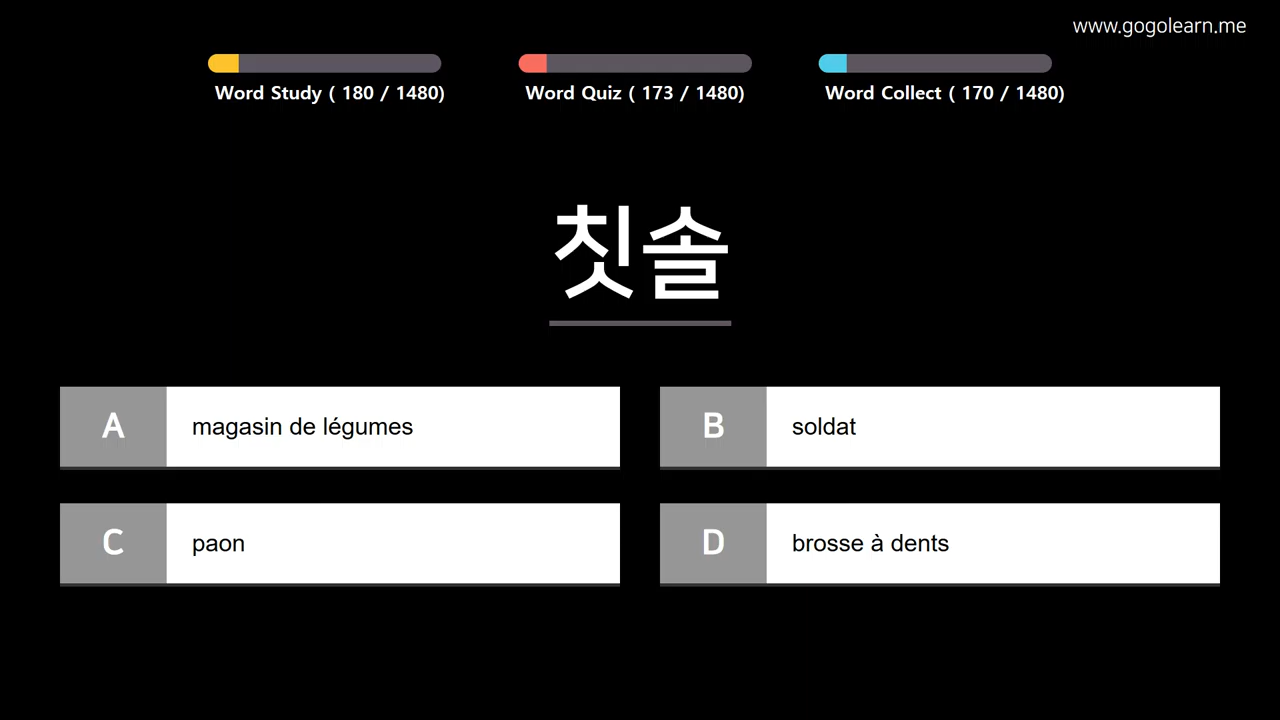 www.gogolearn.me
Word Study ( 180 / 1480)
Word Quiz ( 173 / 1480)
Word Collect ( 170 / 1480)
칫솔
A
magasin de légumes
B
soldat
C
paon
D
brosse à dents